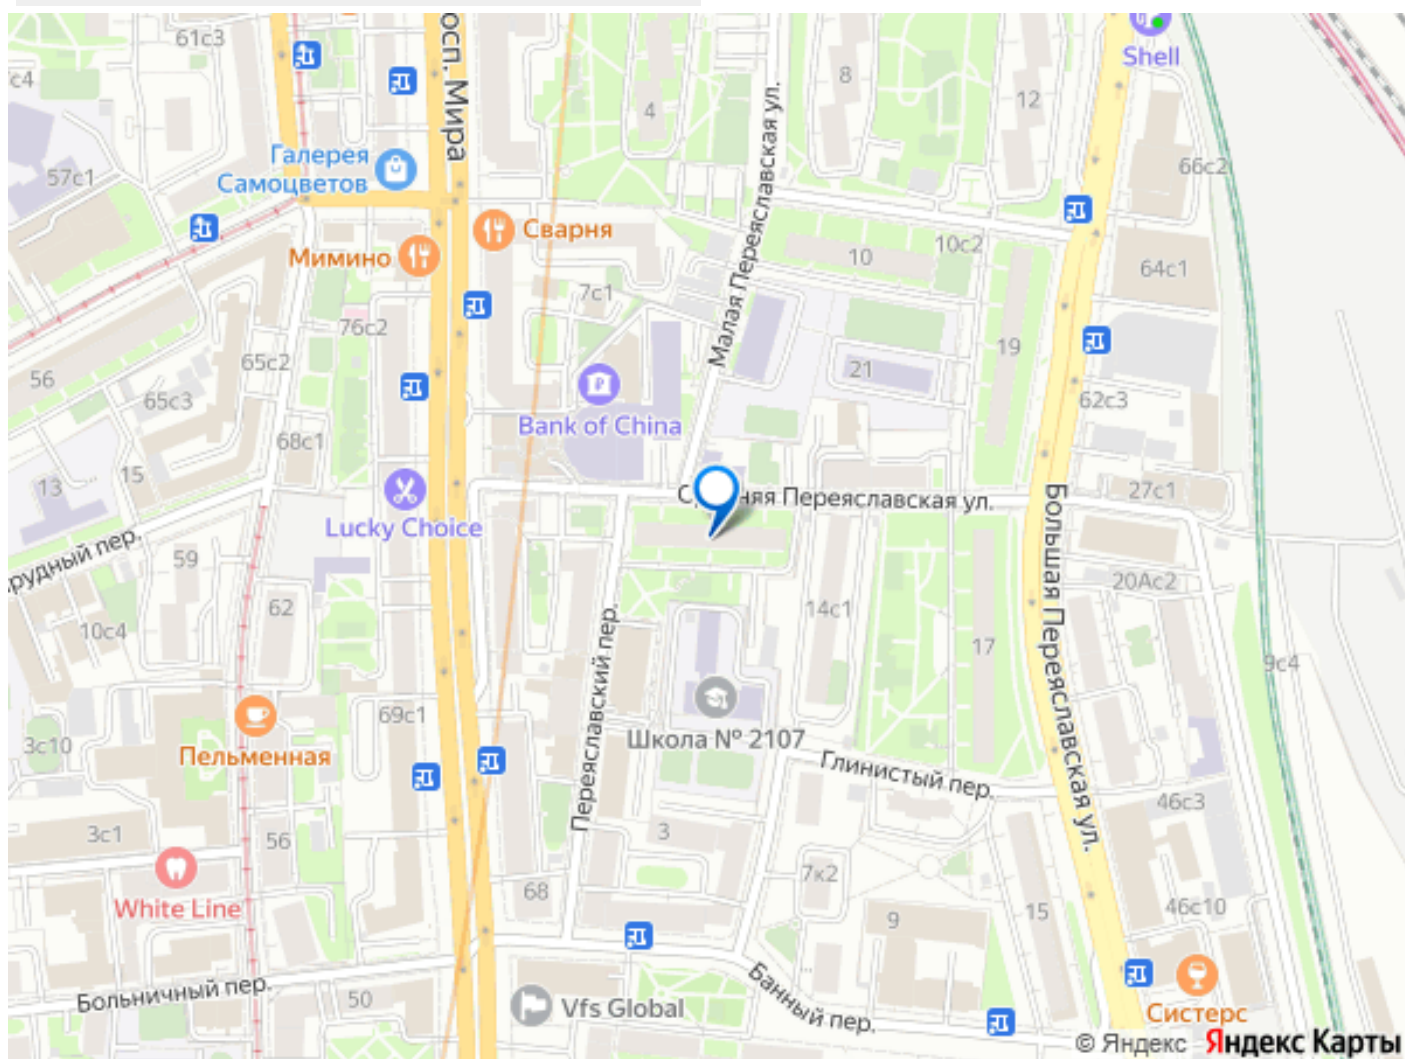 61с3
осп. Мира
Shell
с4
4
8
12
Малая Переяславская ул.
Галерея
Самоцветов
57с1
66с2
Сварня
Мимино
10
10с2
64с1
7с1
76с2
65с2
19
56
65с3
21
Bank of China
62с3
68с1
15
13
27с1
Lucky Choice
няя Переяславская ул.
Большая Переяславская ул.
рудный пер.
59
62
14с1
20Ас2
10с4
Переяславский пер.
17
9с4
69с1
3с10
Пельменная
Школа № 2107
Глинистый пер.
46с3
3с1
56
3
7к2
White Line
68
9
15
46с10
Больничный пер.
50
Vfs Global
Банный пер.
Систерс
© Яндекс Яндекс Карты